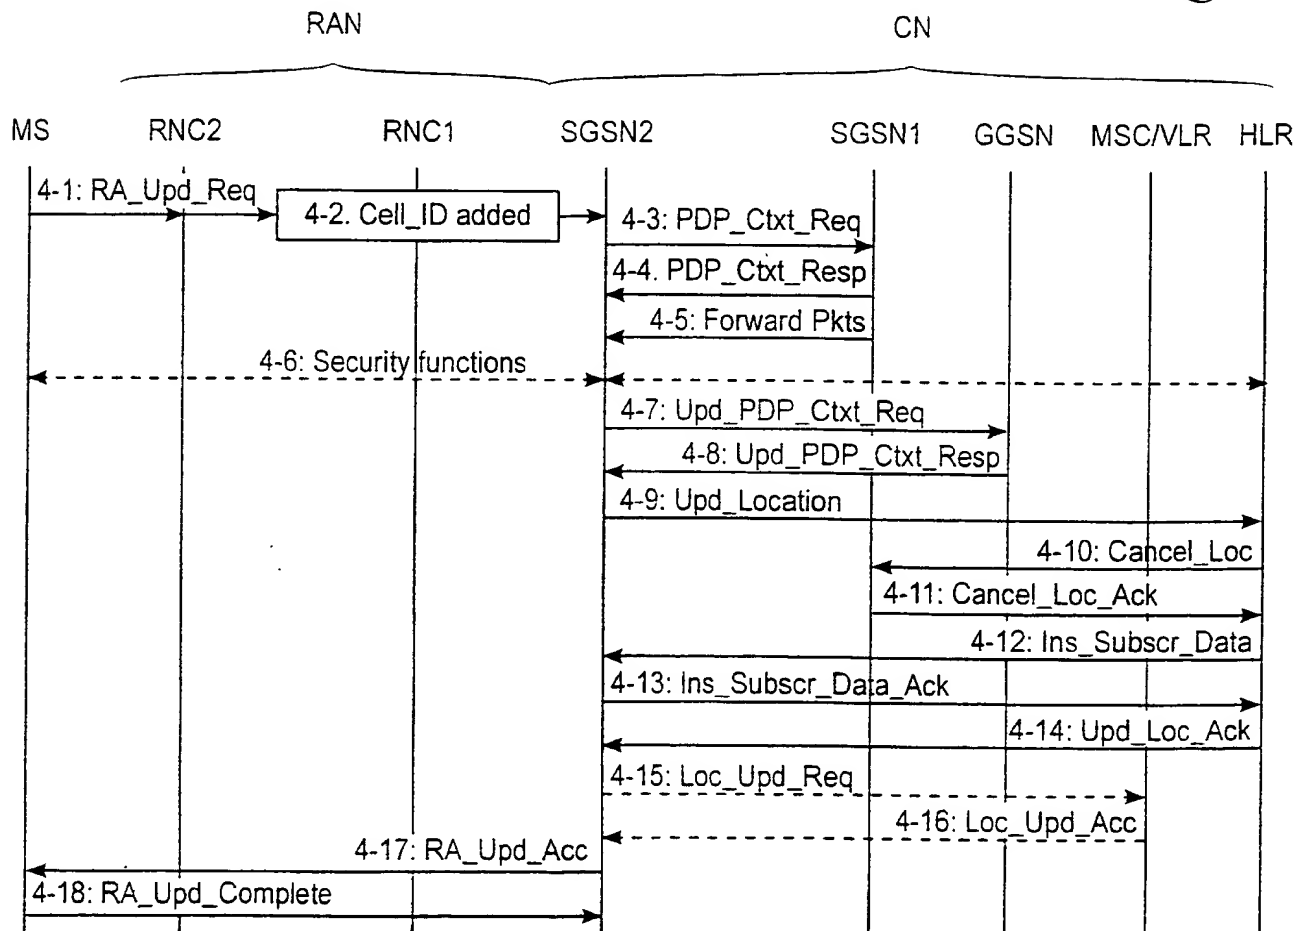 RAN CN
MS RNC2 RNC1 SGSN2 SGSN1 GGSN MSC/VLR HLR
4-1: RA_Upd_Req
4-2. Cell_ID added
4-3: PDP_Ctxt_Req
4-4. PDP_Ctxt_Resp
4-5: Forward Pkts
4-6: Security functions
4-7: Upd_PDP_Ctxt_Req
4-8: Upd_PDP_Ctxt_Resp
4-9: Upd_Location
4-10: Cancel_Loc
4-11: Cancel_Loc_Ack
4-12: Ins_Subscr_Data
4-13: Ins_Subscr_Data_Ack
4-14: Upd_Loc_Ack
4-15: Loc_Upd_Req
4-16: Loc_Upd_Acc
4-17: RA_Upd_Acc
4-18: RA_Upd_Complete